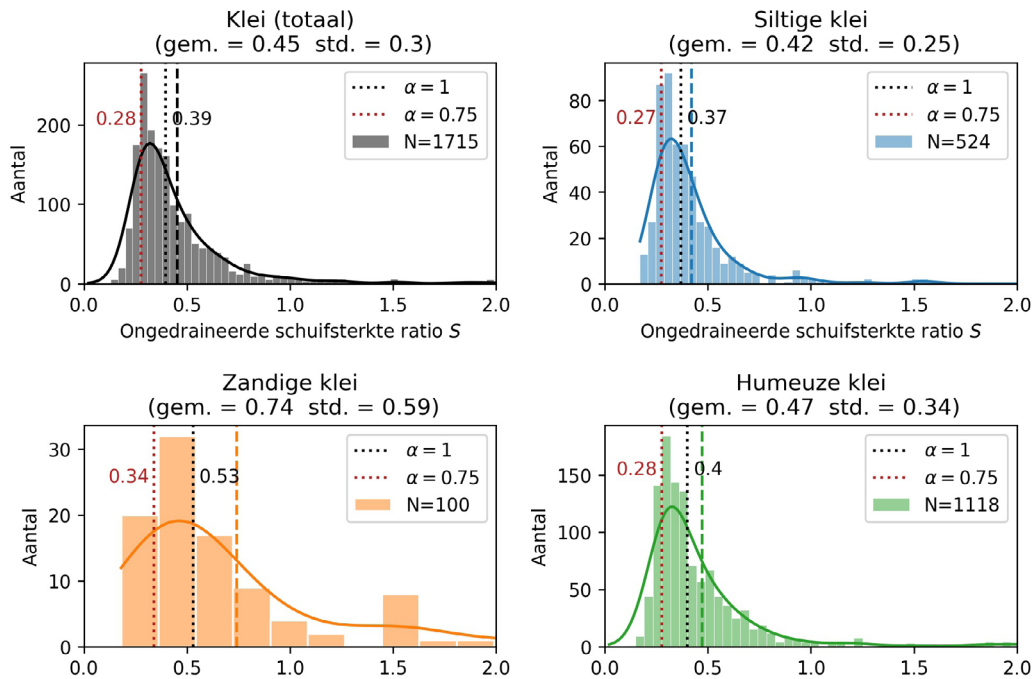 Klei (totaal)
(gem. = 0.45 std. = 0.3)
Aantal
200
100
0
0.28
0.39
α = 1
α = 0.75
N=1715
0.0 0.5 1.0 1.5 2.0
Ongedraineerde schuifsterkte ratio S
Siltige klei
(gem. = 0.42 std. = 0.25)
Aantal
80
60
40
20
0
0.27
0.37
α = 1
α = 0.75
N=524
0.0 0.5 1.0 1.5 2.0
Ongedraineerde schuifsterkte ratio S
Zandige klei
(gem. = 0.74 std. = 0.59)
Aantal
30
20
10
0
0.34
0.53
α = 1
α = 0.75
N=100
0.0 0.5 1.0 1.5 2.0
Humeuze klei
(gem. = 0.47 std. = 0.34)
Aantal
150
100
50
0
0.28
0.4
α = 1
α = 0.75
N=1118
0.0 0.5 1.0 1.5 2.0